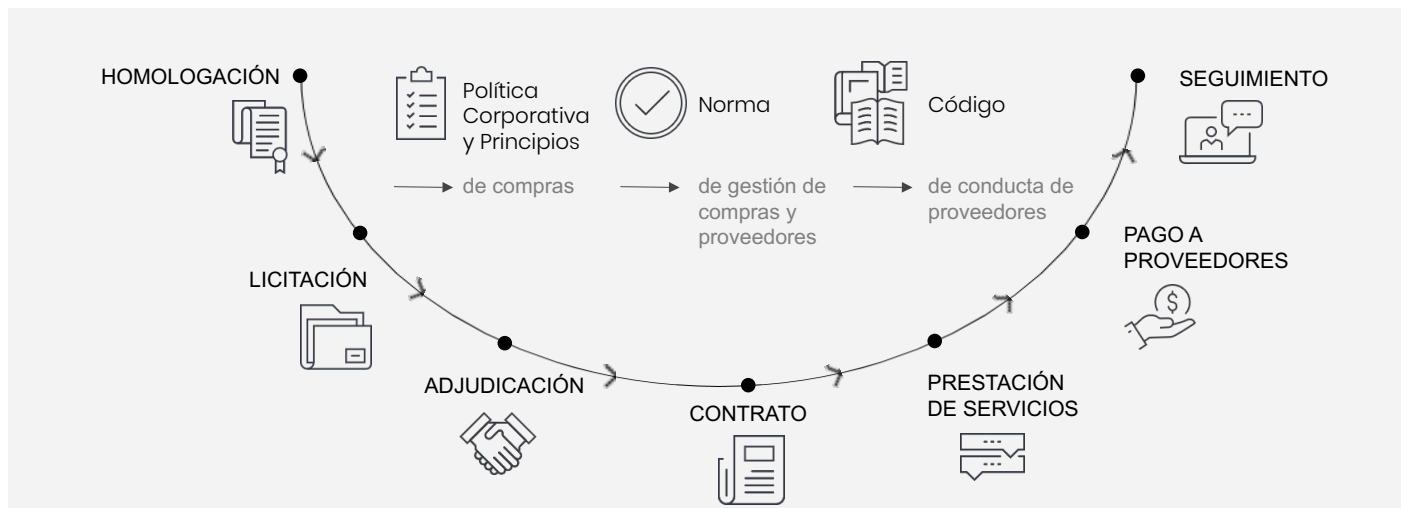 HOMOLOGACIÓN
Política
Corporativa
y Principios
de compras
Norma
de gestión de
compras y
proveedores
Código
de conducta de
proveedores
SEGUIMIENTO
LICITACIÓN
PAGO A
PROVEEDORES
$
ADJUDICACIÓN
CONTRATO
PRESTACIÓN
DE SERVICIOS